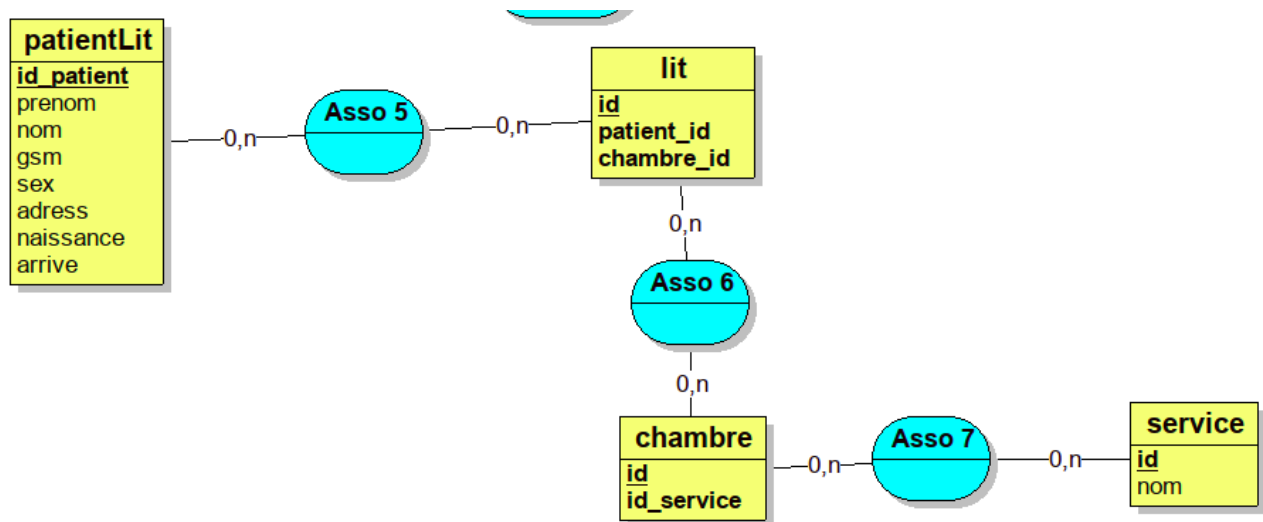 patientLit
id_patient
prenom
nom
gsm
sex
adress
naissance
arrive
0,n
Asso 5
0,n
lit
id
patient_id
chambre_id
0,n
Asso 6
0,n
chambre
id
id_service
0,n
Asso 7
0,n
service
id
nom